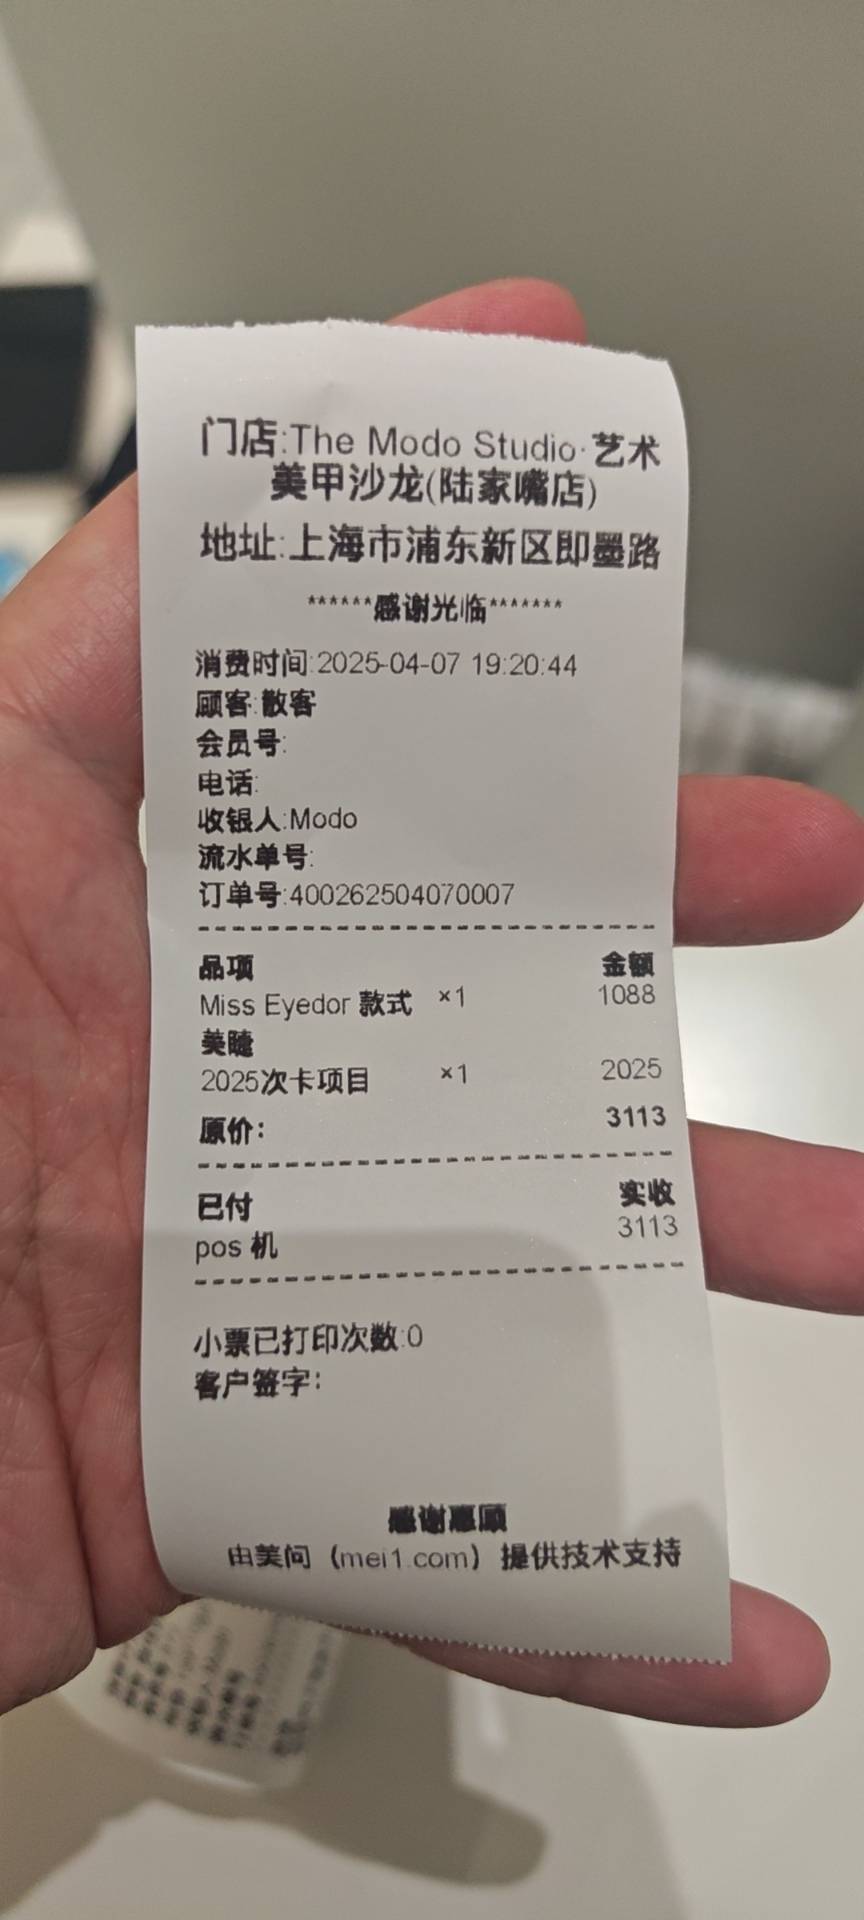 门店:The Modo Studio·艺术
美甲沙龙(陆家嘴店)
地址:上海市浦东新区即墨路
******感谢光临*******
消费时间:2025-04-07 19:20:44
顾客:散客
会员号:
电话:
收银人:Modo
流水单号:
订单号:400262504070007
品项 金额
Miss Eyedor 款式 ×1 1088
美睫
2025次卡项目 ×1 2025
原价: 3113
已付 实收
pos 机 3113
小票已打印次数:0
客户签字:
感谢惠顾
由美问（mei1.com）提供技术支持